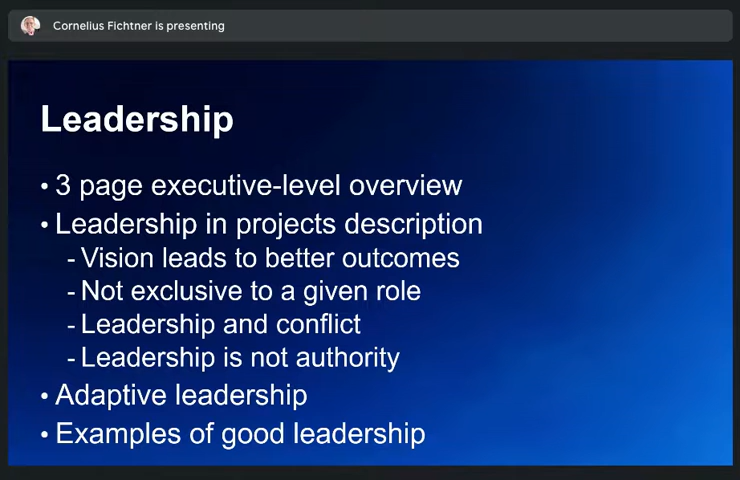 Cornelius Fichtner is presenting
Leadership
• 3 page executive-level overview
• Leadership in projects description
- Vision leads to better outcomes
- Not exclusive to a given role
- Leadership and conflict
- Leadership is not authority
• Adaptive leadership
• Examples of good leadership